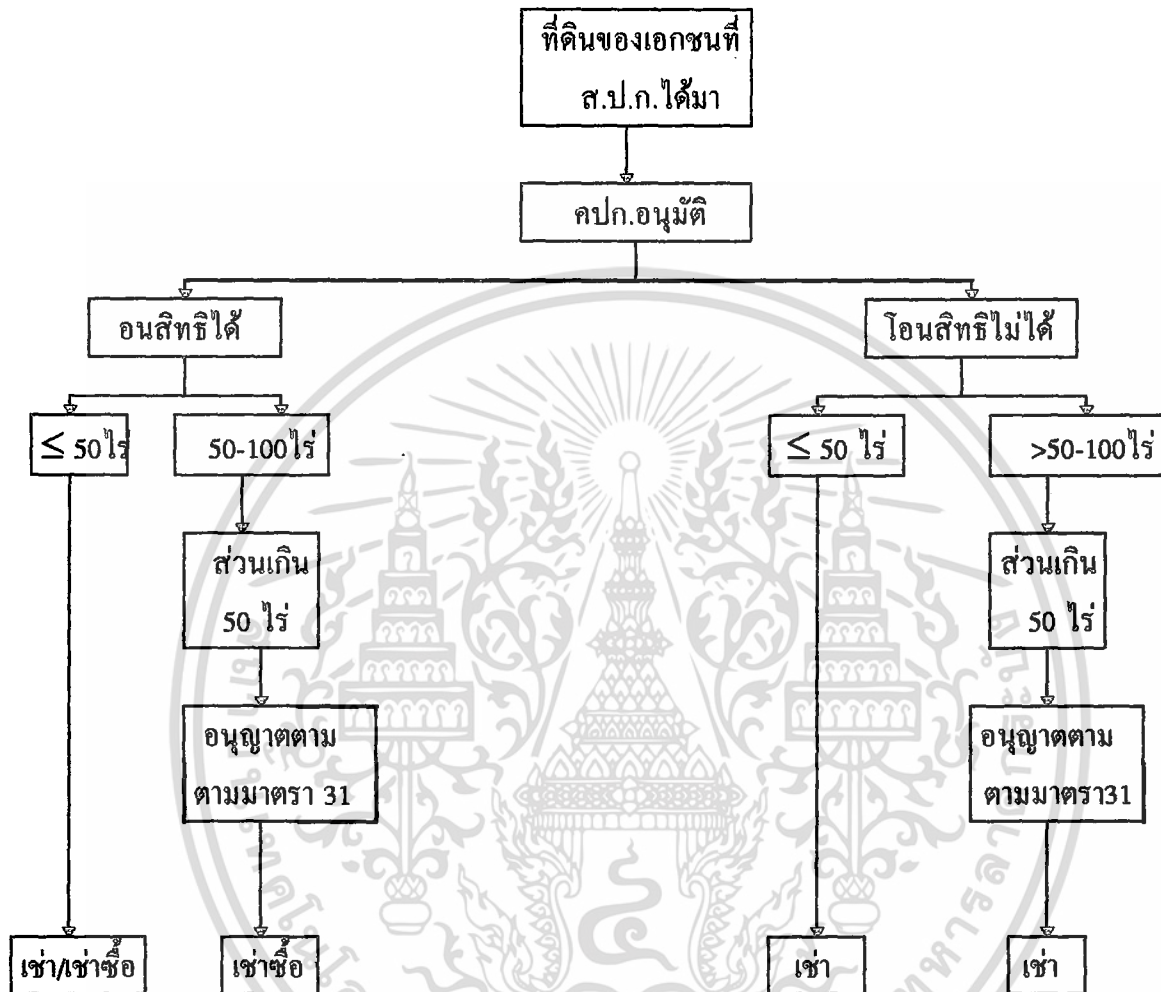 ที่ดินของเอกชนที่
ส.ป.ก.ได้มา
คปก.อนุมัติ
อนสิทธิได้
โอนสิทธิไม่ได้
≤ 50ไร่
50-100ไร่
≤ 50 ไร่
>50-100ไร่
ส่วนเกิน
50 ไร่
ส่วนเกิน
50 ไร่
อนุญาตตาม
ตามมาตรา 31
อนุญาตตาม
ตามมาตรา31
เช่า/เช่าซื้อ
เช่าซื้อ
เช่า
เช่า